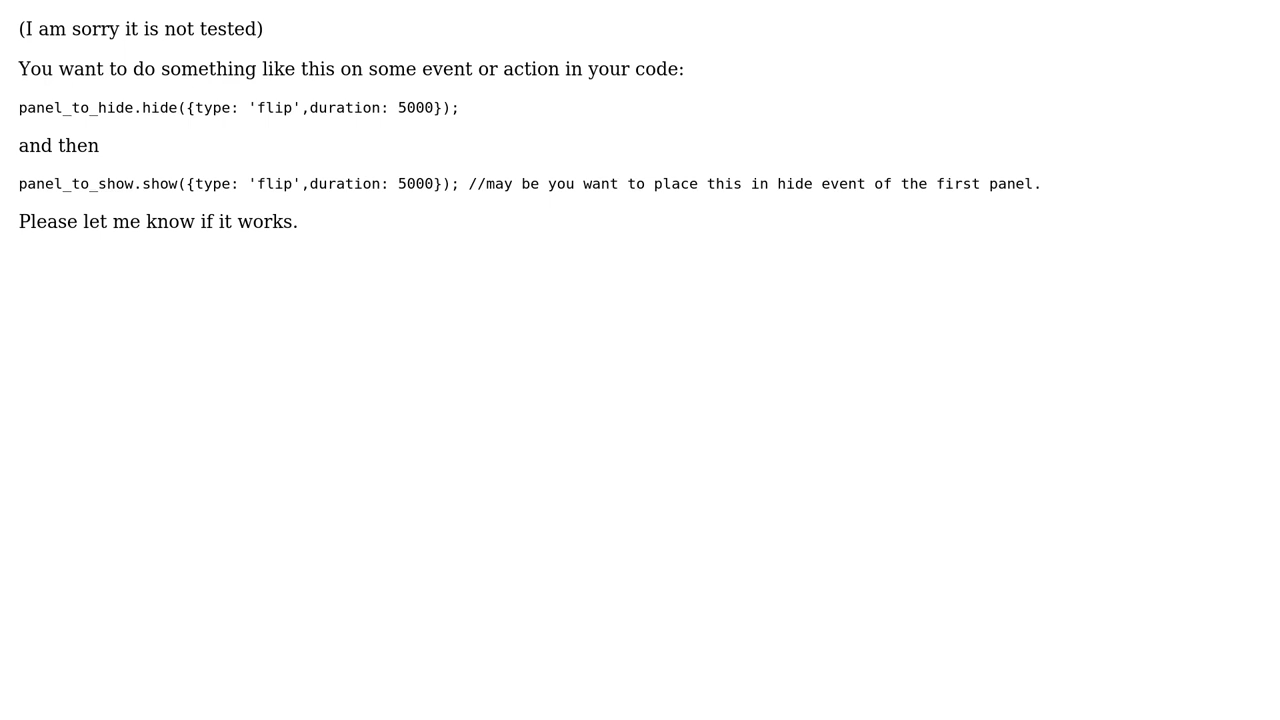 (I am sorry it is not tested)
You want to do something like this on some event or action in your code:
panel_to_hide.hide({type: 'flip',duration: 5000});
and then
panel_to_show.show({type: 'flip',duration: 5000}); //may be you want to place this in hide event of the first panel.
Please let me know if it works.